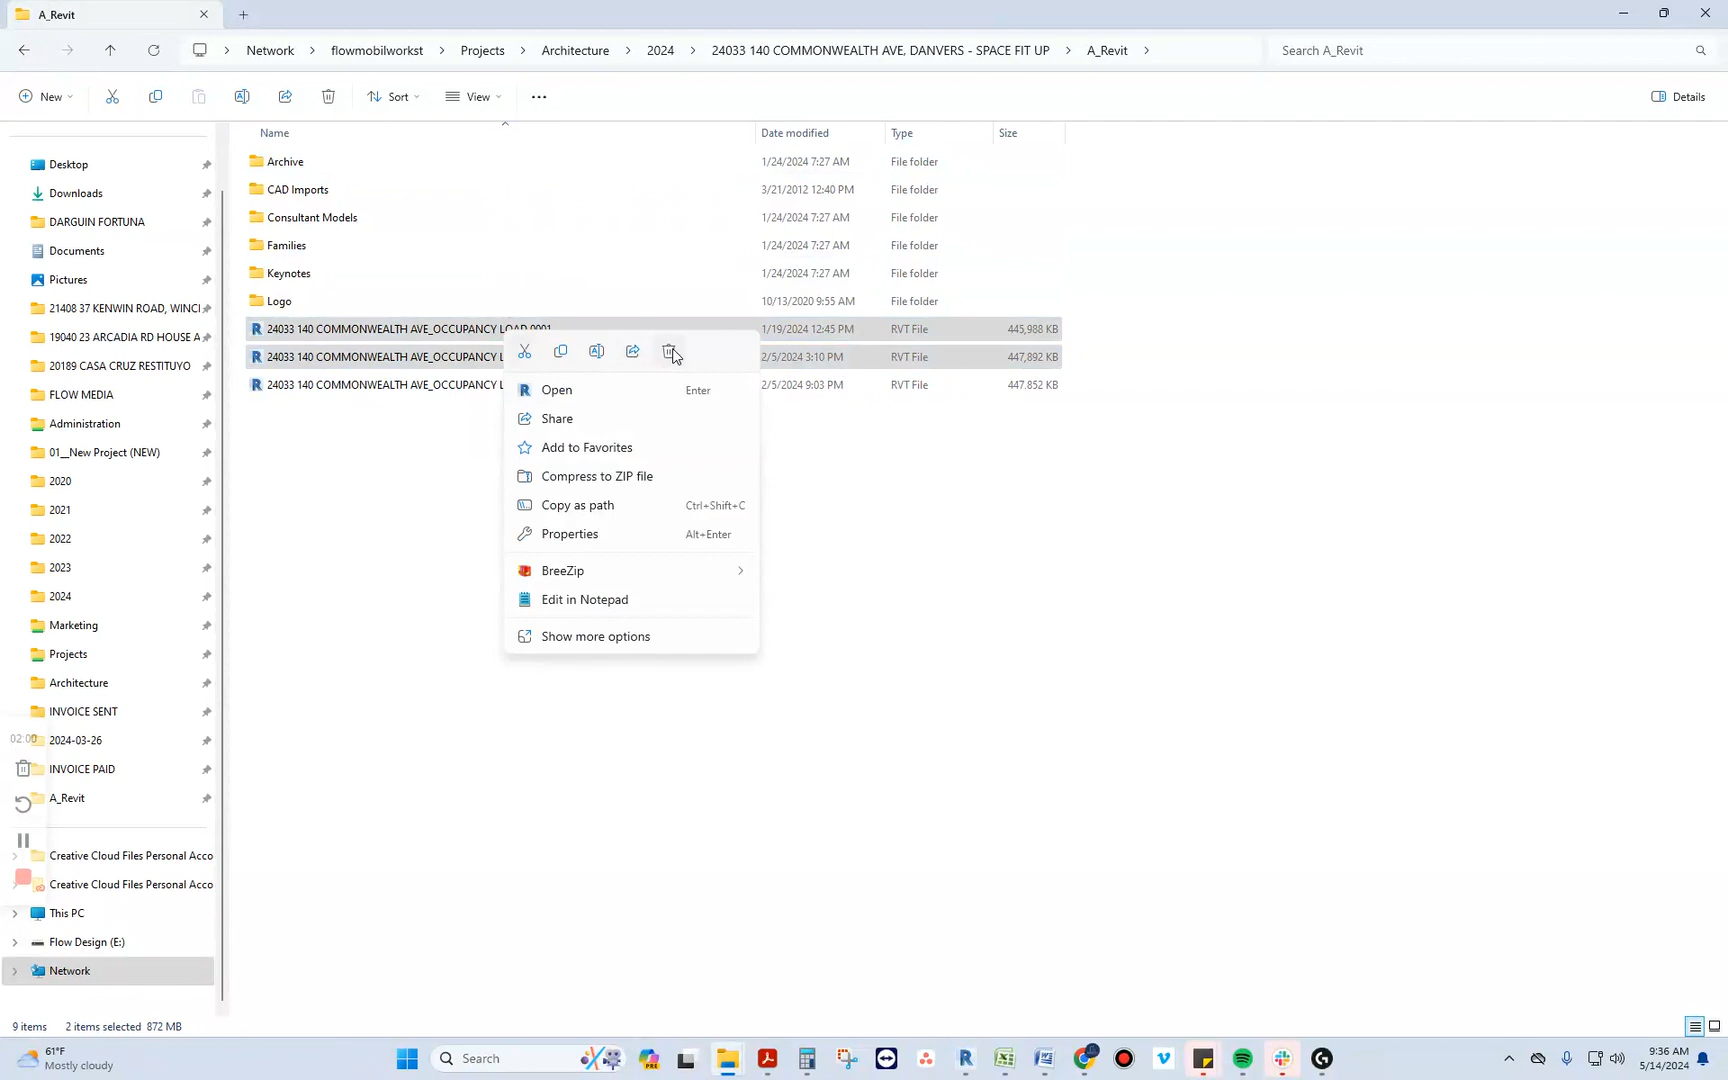 A_Revit
Network > flowmobilworkst > Projects > Architecture > 2024 > 24033 140 COMMONWEALTH AVE, DANVERS - SPACE FIT UP > A_Revit >
Search A_Revit
New
Sort
View
Details
Name Date modified Type Size
Archive 1/24/2024 7:27 AM File folder
CAD Imports 3/21/2012 12:40 PM File folder
Consultant Models 1/24/2024 7:27 AM File folder
Families 1/24/2024 7:27 AM File folder
Keynotes 1/24/2024 7:27 AM File folder
Logo 10/13/2020 9:55 AM File folder
24033 140 COMMONWEALTH AVE_OCCUPANCY LOAD.0001 1/19/2024 12:45 PM RVT File 445,988 KB
24033 140 COMMONWEALTH AVE_OCCUPANCY L 2/5/2024 3:10 PM RVT File 447,892 KB
24033 140 COMMONWEALTH AVE_OCCUPANCY L 2/5/2024 9:03 PM RVT File 447,852 KB
Open Enter
Share
Add to Favorites
Compress to ZIP file
Copy as path Ctrl+Shift+C
Properties Alt+Enter
BreeZip
Edit in Notepad
Show more options
Desktop
Downloads
DARGUIN FORTUNA
Documents
Pictures
21408 37 KENWIN ROAD, WINCI
19040 23 ARCADIA RD HOUSE A
20189 CASA CRUZ RESTITUYO
FLOW MEDIA
Administration
01__New Project (NEW)
2020
2021
2022
2023
2024
Marketing
Projects
Architecture
INVOICE SENT
02:00
2024-03-26
INVOICE PAID
A_Revit
Creative Cloud Files Personal Acco
Creative Cloud Files Personal Acco
This PC
Flow Design (E:)
Network
9 items 2 items selected 872 MB
61°F
Mostly cloudy
Search
PRE
9:36 AM
5/14/2024